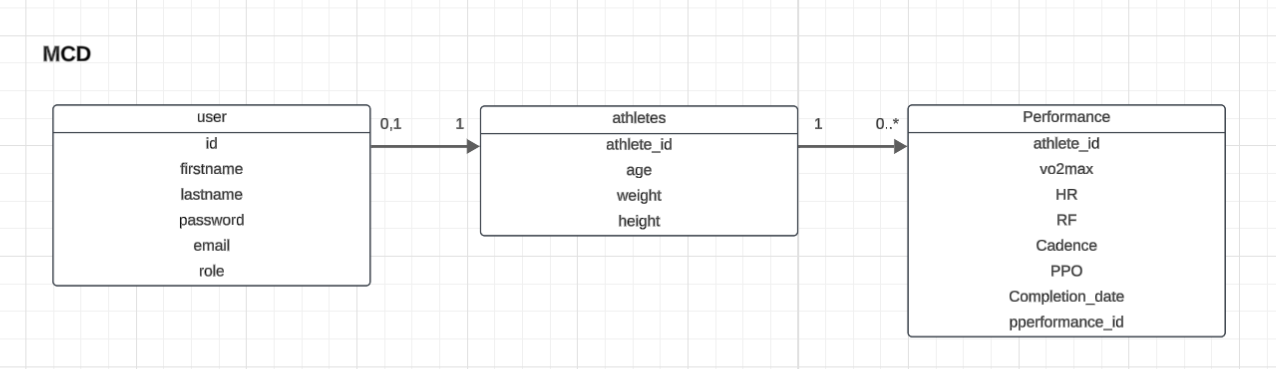 MCD
user
id
firstname
lastname
password
email
role
0,1
1
athletes
athlete_id
age
weight
height
1
0..*
Performance
athlete_id
vo2max
HR
RF
Cadence
PPO
Completion_date
pperformance_id